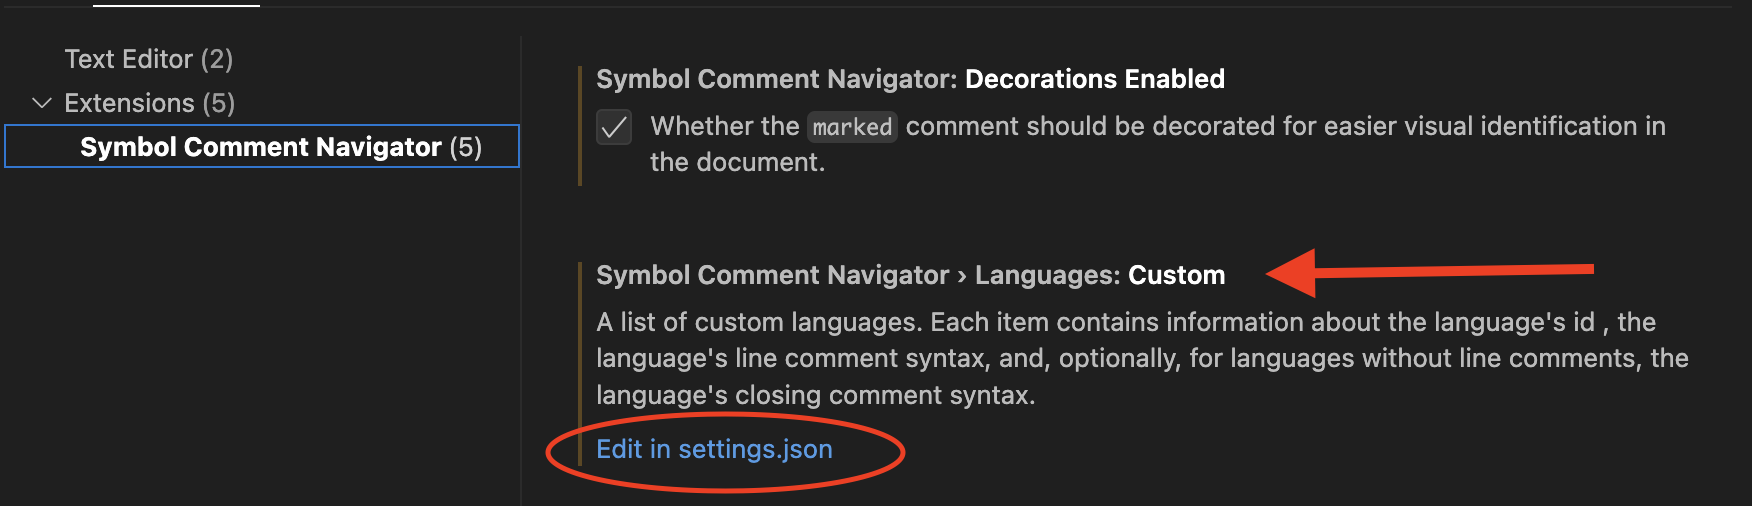 Text Editor (2)
Extensions (5)
Symbol Comment Navigator (5)
Symbol Comment Navigator: Decorations Enabled
Whether the marked comment should be decorated for easier visual identification in
the document.
Symbol Comment Navigator › Languages: Custom
A list of custom languages. Each item contains information about the language's id , the
language's line comment syntax, and, optionally, for languages without line comments, the
language's closing comment syntax.
Edit in settings.json